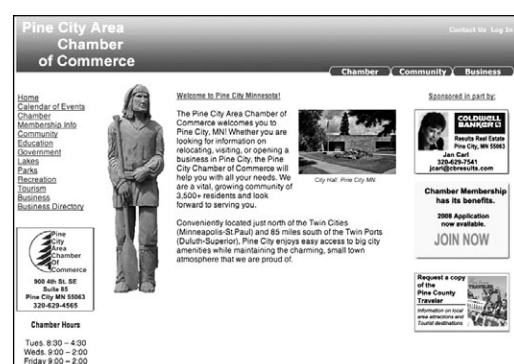 Pine City Area
Chamber
of Commerce
Contact Us Log In
Chamber
Community
Business
Home
Calendar of Events
Chamber
Membership Info
Community
Education
Government
Lakes
Parks
Recreation
Tourism
Business
Business Directory
Pine
City
Area
Chamber
Of
Commerce
900 4th St. SE
Suite 85
Pine City MN 55063
320-629-4565
Chamber Hours
Tues. 8:30 – 4:30
Weds. 9:00 – 2:00
Friday 9:00 – 2:00
Welcome to Pine City Minnesota!
The Pine City Area Chamber of
Commerce welcomes you to
Pine City, MN! Whether you are
looking for information on
relocating, visiting, or opening a
business in Pine City, the Pine
City Chamber of Commerce will
help you with all your needs. We
are a vital, growing community of
3,500+ residents and look
forward to serving you.
City Hall: Pine City MN
Conveniently located just north of the Twin Cities
(Minneapolis-St.Paul) and 85 miles south of the Twin Ports
(Duluth-Superior), Pine City enjoys easy access to big city
amenities while maintaining the charming, small town
atmosphere that we are proud of.
Sponsored in part by:
COLDWELL
BANKER
Results Real Estate
Pine City, MN 55063
Jan Carl
320-629-7541
jcarl@cbresults.com
Chamber Membership
has its benefits.
2008 Application
now available.
JOIN NOW
Request a copy
of the
Pine County
Traveler
Information on local
area attractions and
Tourist destinations
TRAVELER